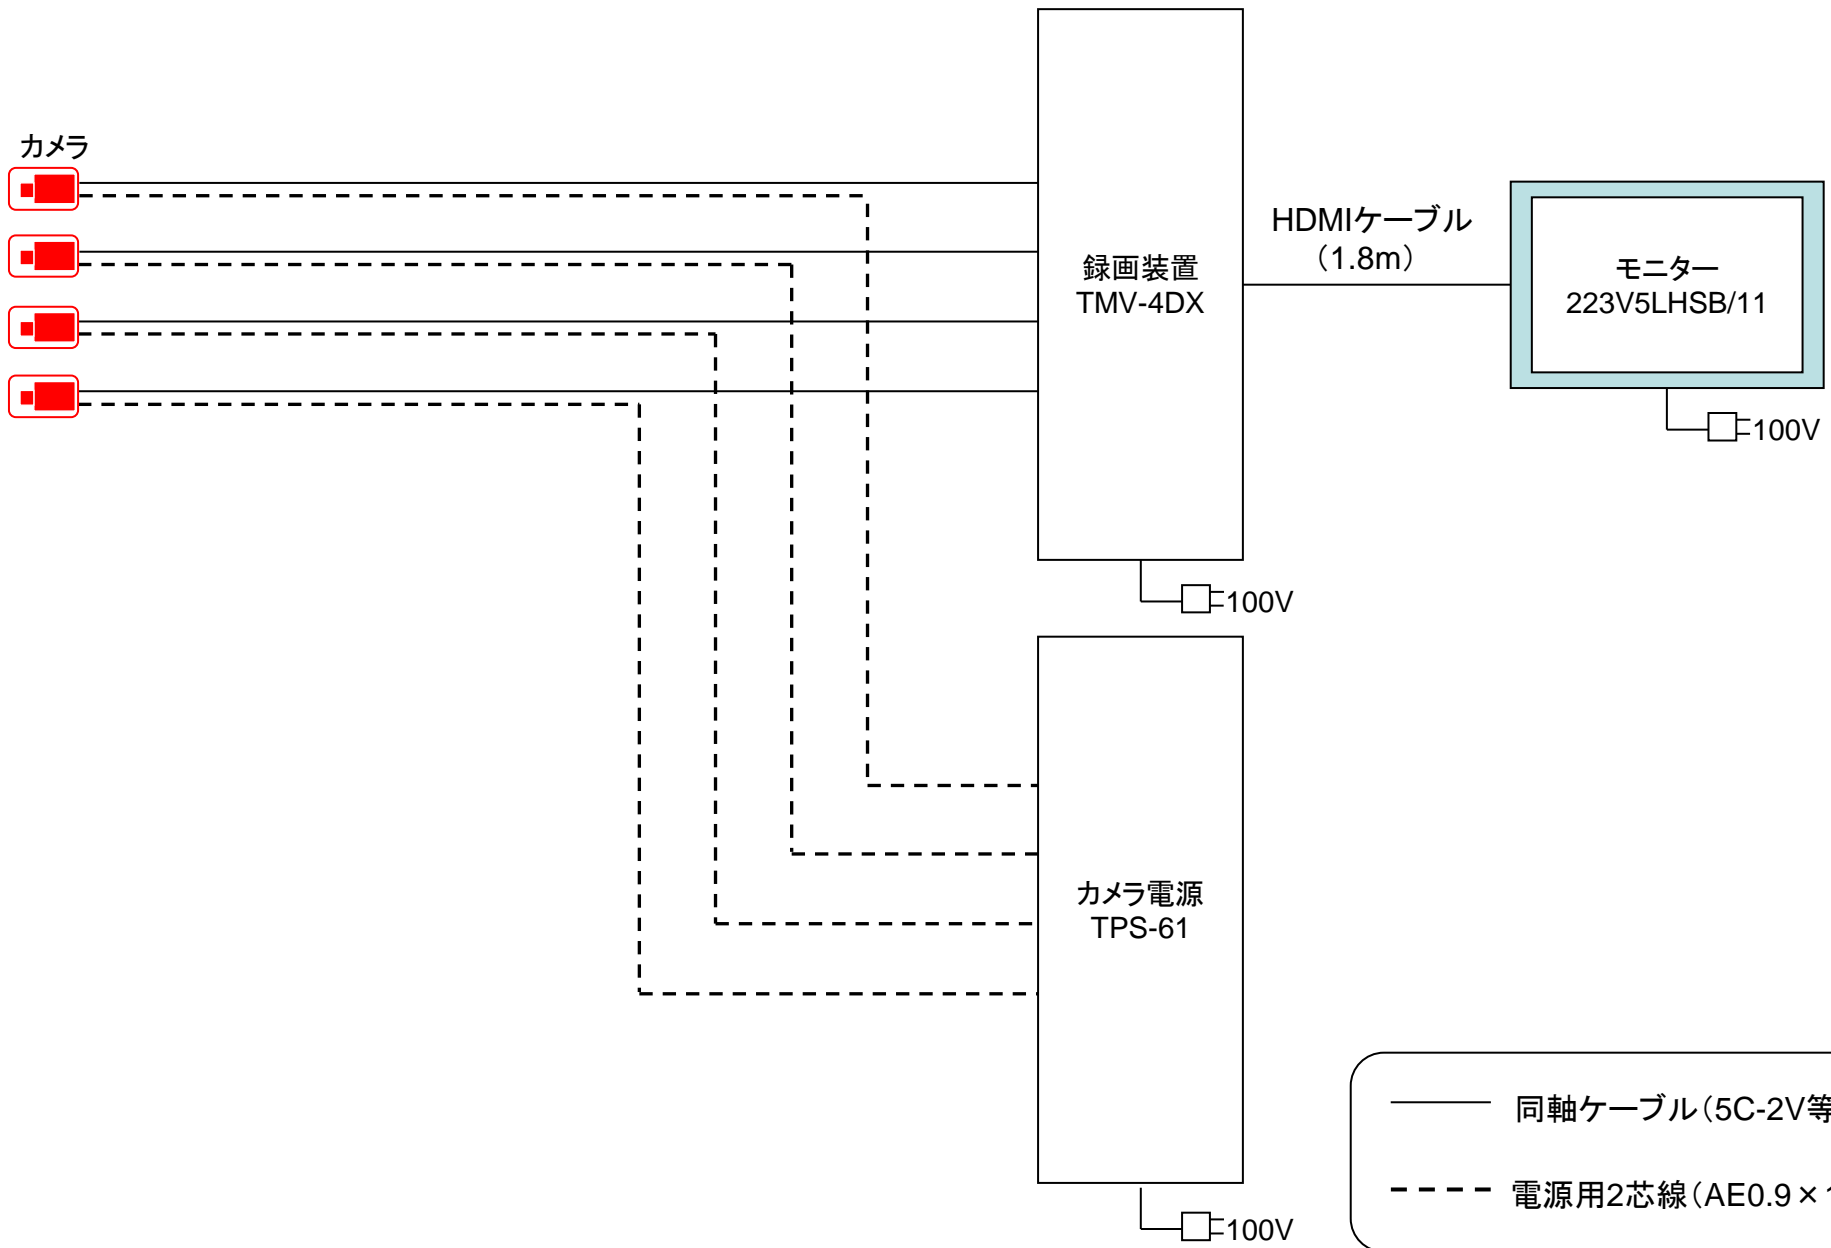 カメラ
録画装置
TMV-4DX
HDMIケーブル
（1.8m）
モニター
223V5LHSB/11
100V
100V
カメラ電源
TPS-61
100V
同軸ケーブル（5C-2V等
電源用2芯線（AE0.9×